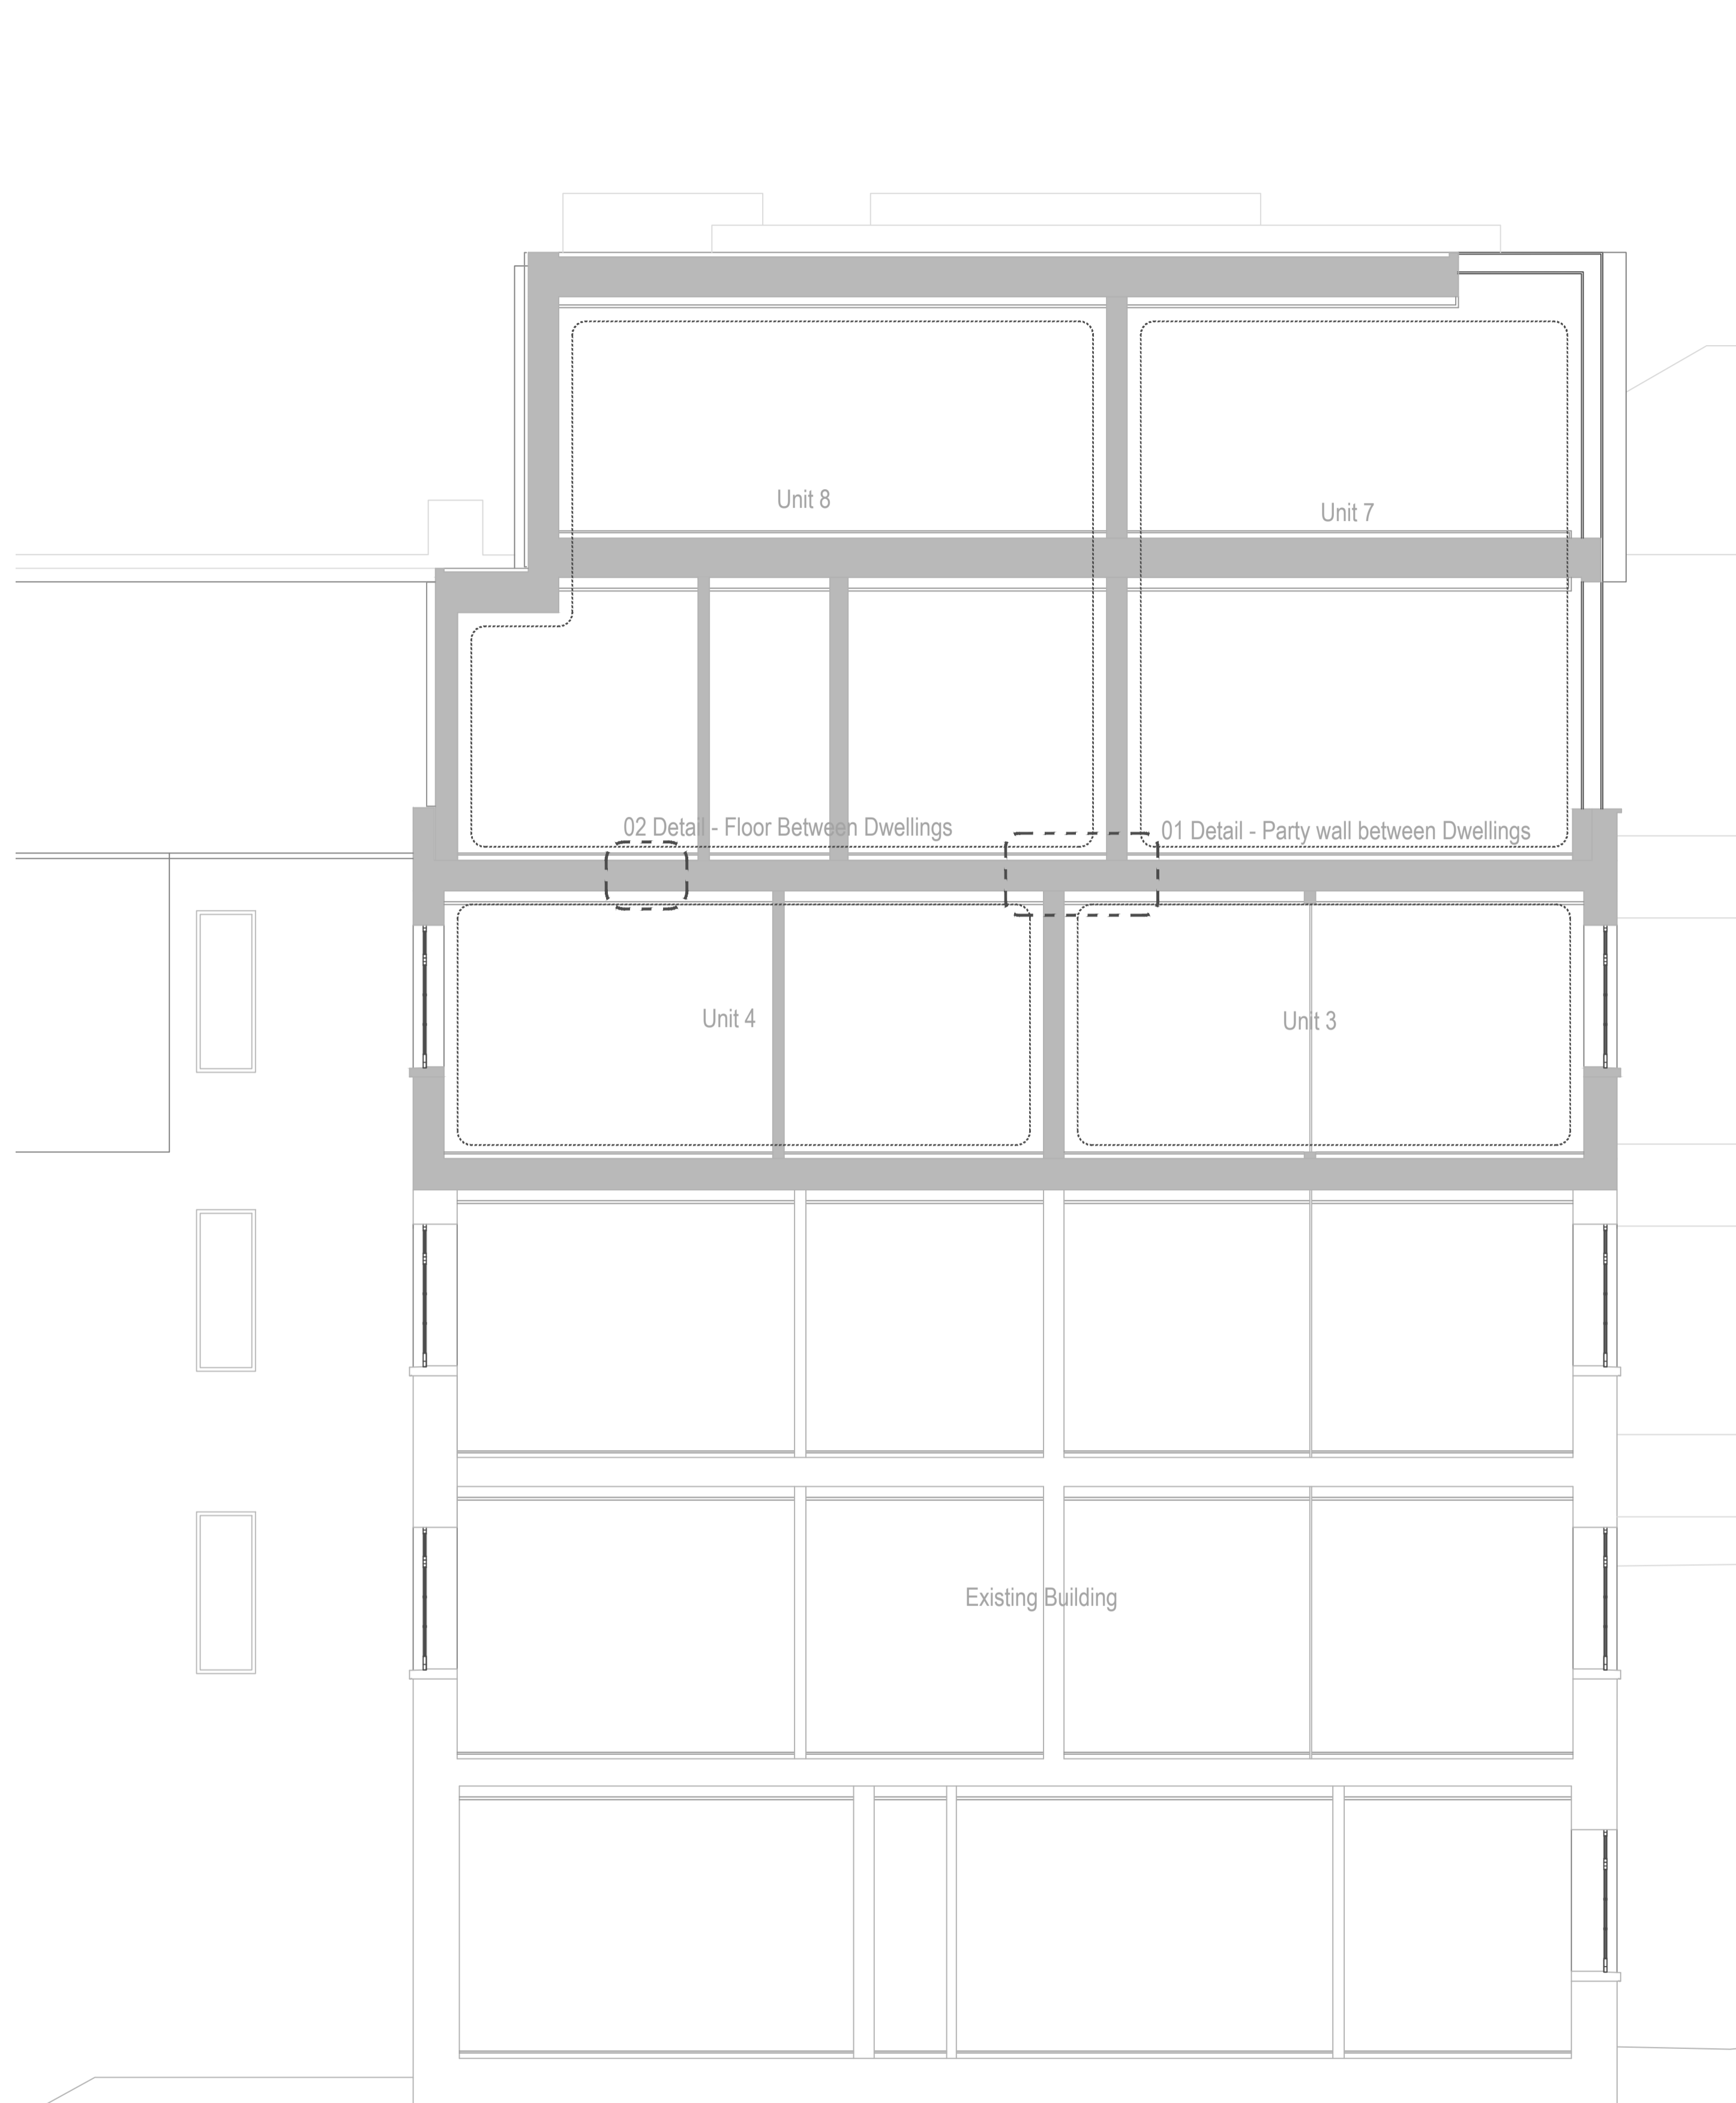 Unit 8
Unit 7
02 Detail - Floor Between Dwellings
01 Detail - Party wall between Dwellings
Unit 4
Unit 3
Existing Building